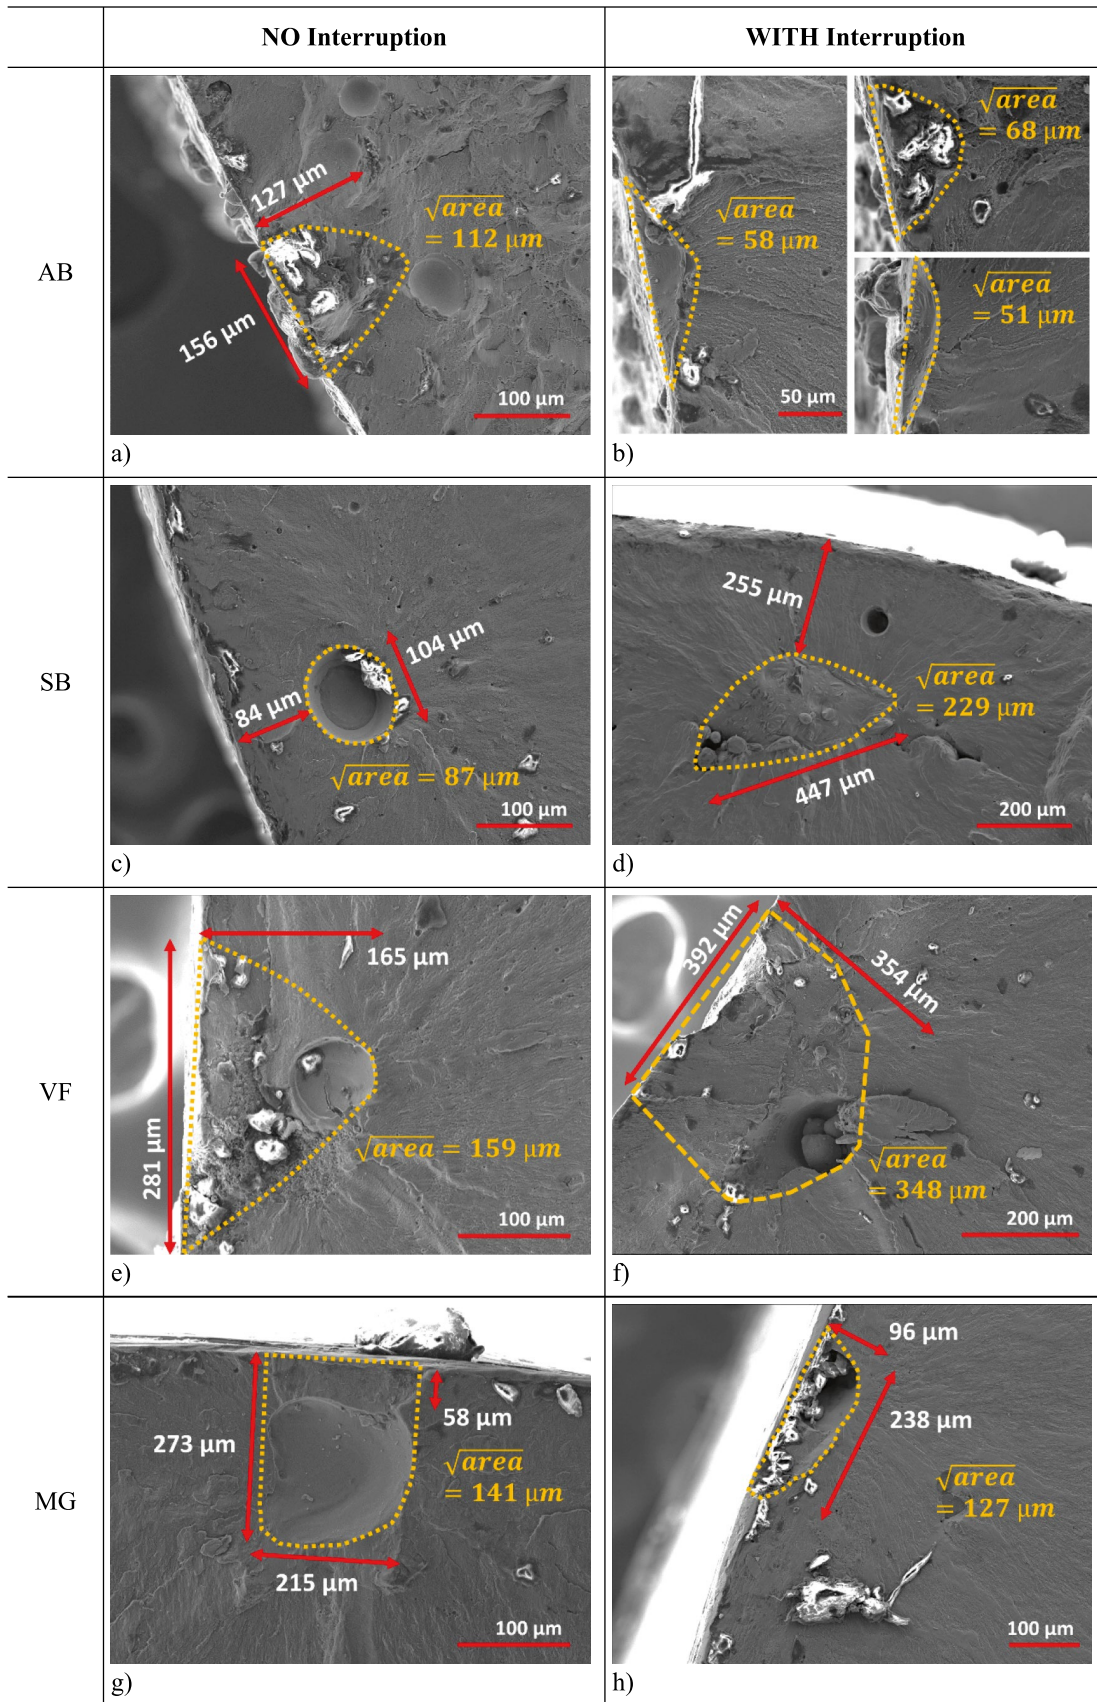 NO Interruption
WITH Interruption
AB
127 µm
√area
= 112 µm
156 µm
100 µm
a)
√area
= 58 µm
50 µm
√area
= 68 µm
√area
= 51 µm
b)
SB
104 µm
84 µm
√area = 87 µm
100 µm
c)
255 µm
√area
= 229 µm
447 µm
200 µm
d)
VF
165 µm
281 µm
√area = 159 µm
100 µm
e)
392 µm
354 µm
√area
= 348 µm
200 µm
f)
MG
273 µm
58 µm
√area
= 141 µm
215 µm
100 µm
g)
96 µm
238 µm
√area
= 127 µm
100 µm
h)